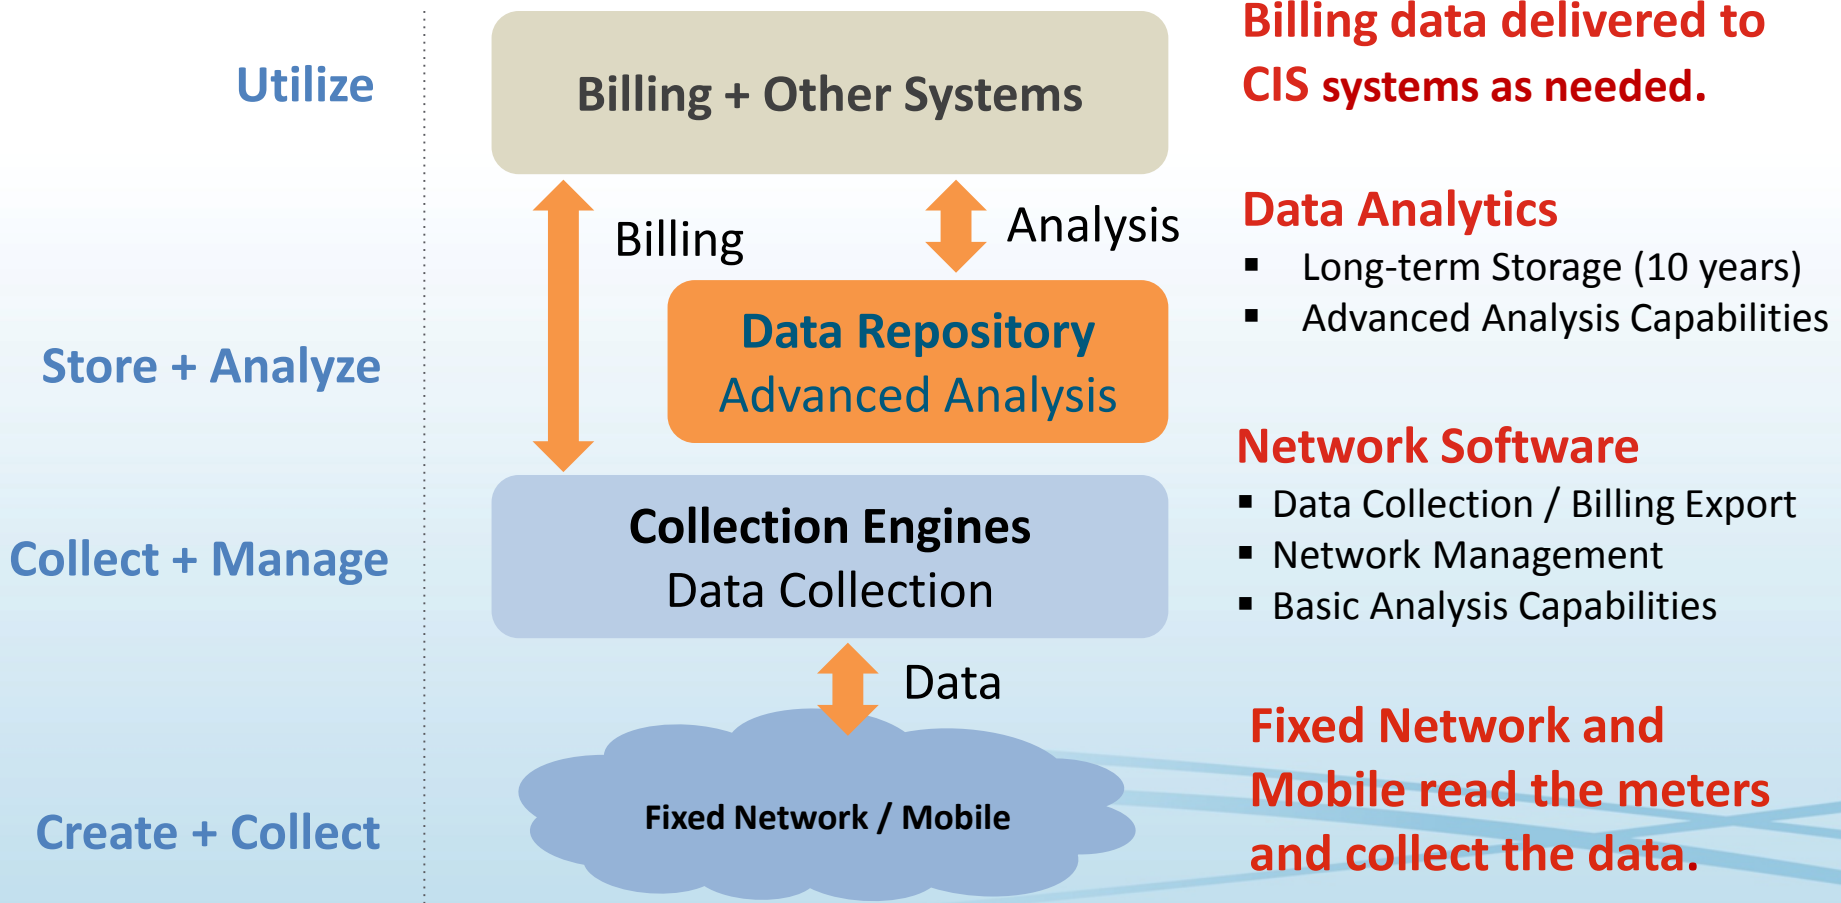 Utilize
Billing + Other Systems
Billing data delivered to
CIS systems as needed.
Billing
Analysis
Data Analytics
▪ Long-term Storage (10 years)
▪ Advanced Analysis Capabilities
Store + Analyze
Data Repository
Advanced Analysis
Collect + Manage
Collection Engines
Data Collection
Network Software
▪ Data Collection / Billing Export
▪ Network Management
▪ Basic Analysis Capabilities
Data
Create + Collect
Fixed Network / Mobile
Fixed Network and
Mobile read the meters
and collect the data.